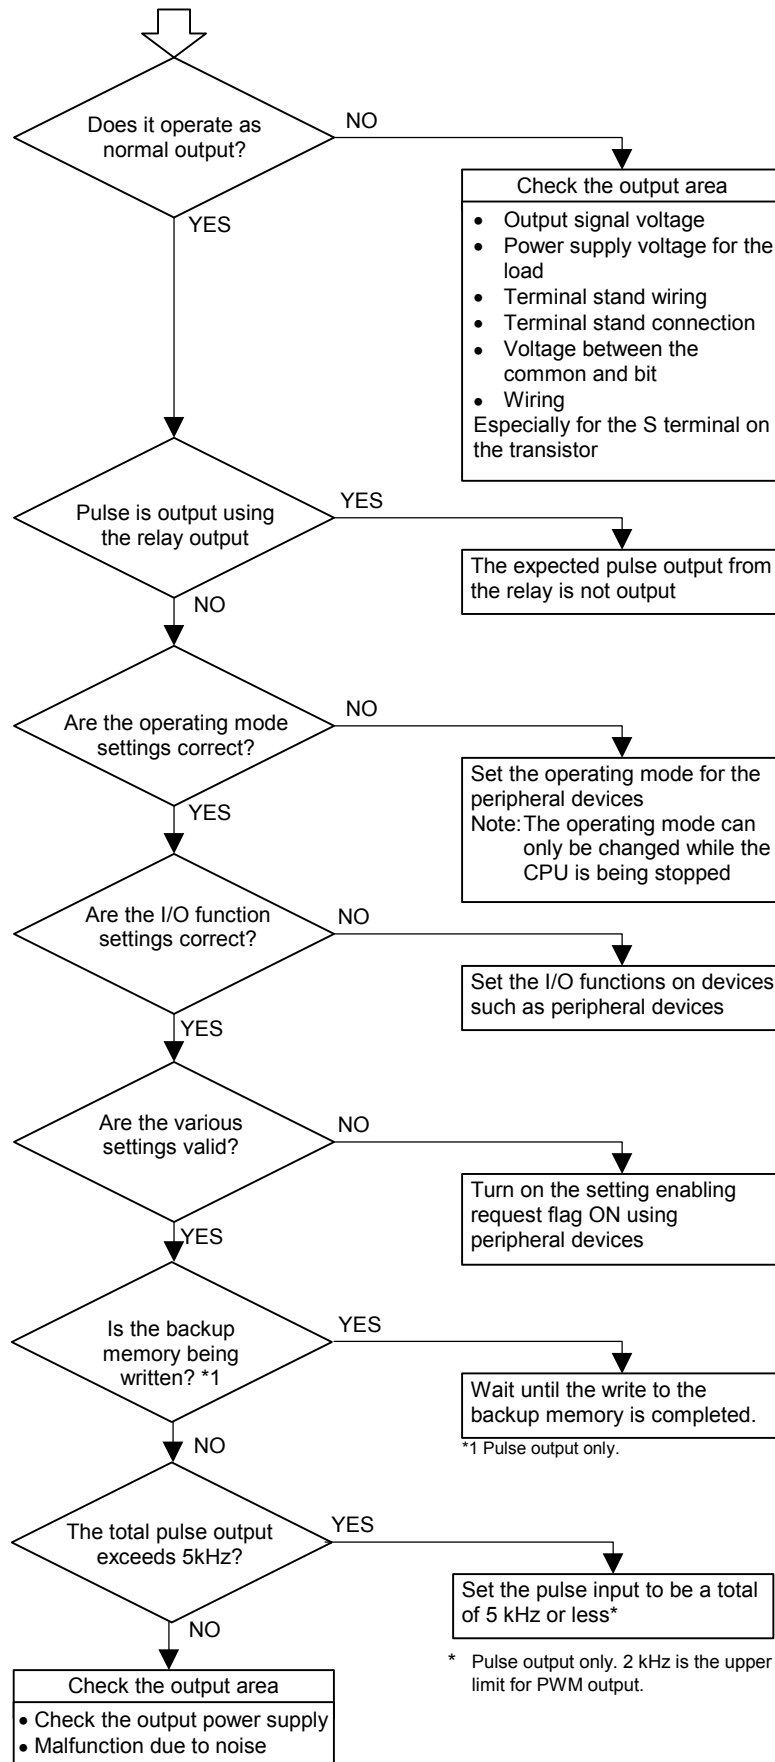 Does it operate as
normal output?
NO
YES
Check the output area
• Output signal voltage
• Power supply voltage for the
load
• Terminal stand wiring
• Terminal stand connection
• Voltage between the
common and bit
• Wiring
Especially for the S terminal on
the transistor
Pulse is output using
the relay output
YES
NO
The expected pulse output from
the relay is not output
Are the operating mode
settings correct?
NO
YES
Set the operating mode for the
peripheral devices
Note: The operating mode can
only be changed while the
CPU is being stopped
Are the I/O function
settings correct?
NO
YES
Set the I/O functions on devices
such as peripheral devices
Are the various
settings valid?
NO
YES
Turn on the setting enabling
request flag ON using
peripheral devices
Is the backup
memory being
written? *1
YES
NO
Wait until the write to the
backup memory is completed.
*1 Pulse output only.
The total pulse output
exceeds 5kHz?
YES
NO
Set the pulse input to be a total
of 5 kHz or less*
* Pulse output only. 2 kHz is the upper
limit for PWM output.
Check the output area
• Check the output power supply
• Malfunction due to noise